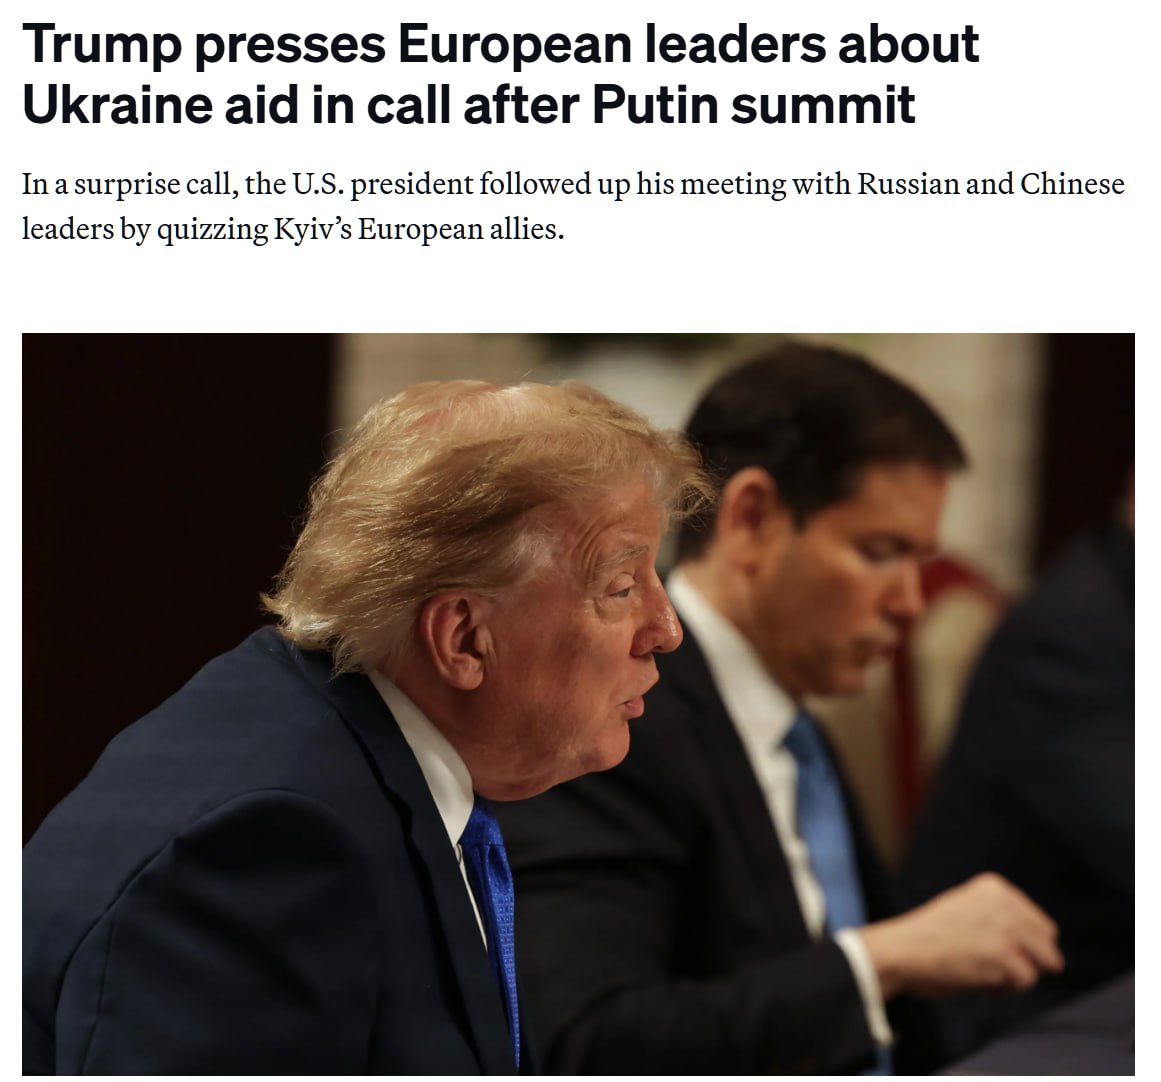 Trump presses European leaders about
Ukraine aid in call after Putin summit
In a surprise call, the U.S. president followed up his meeting with Russian and Chinese
leaders by quizzing Kyiv’s European allies.